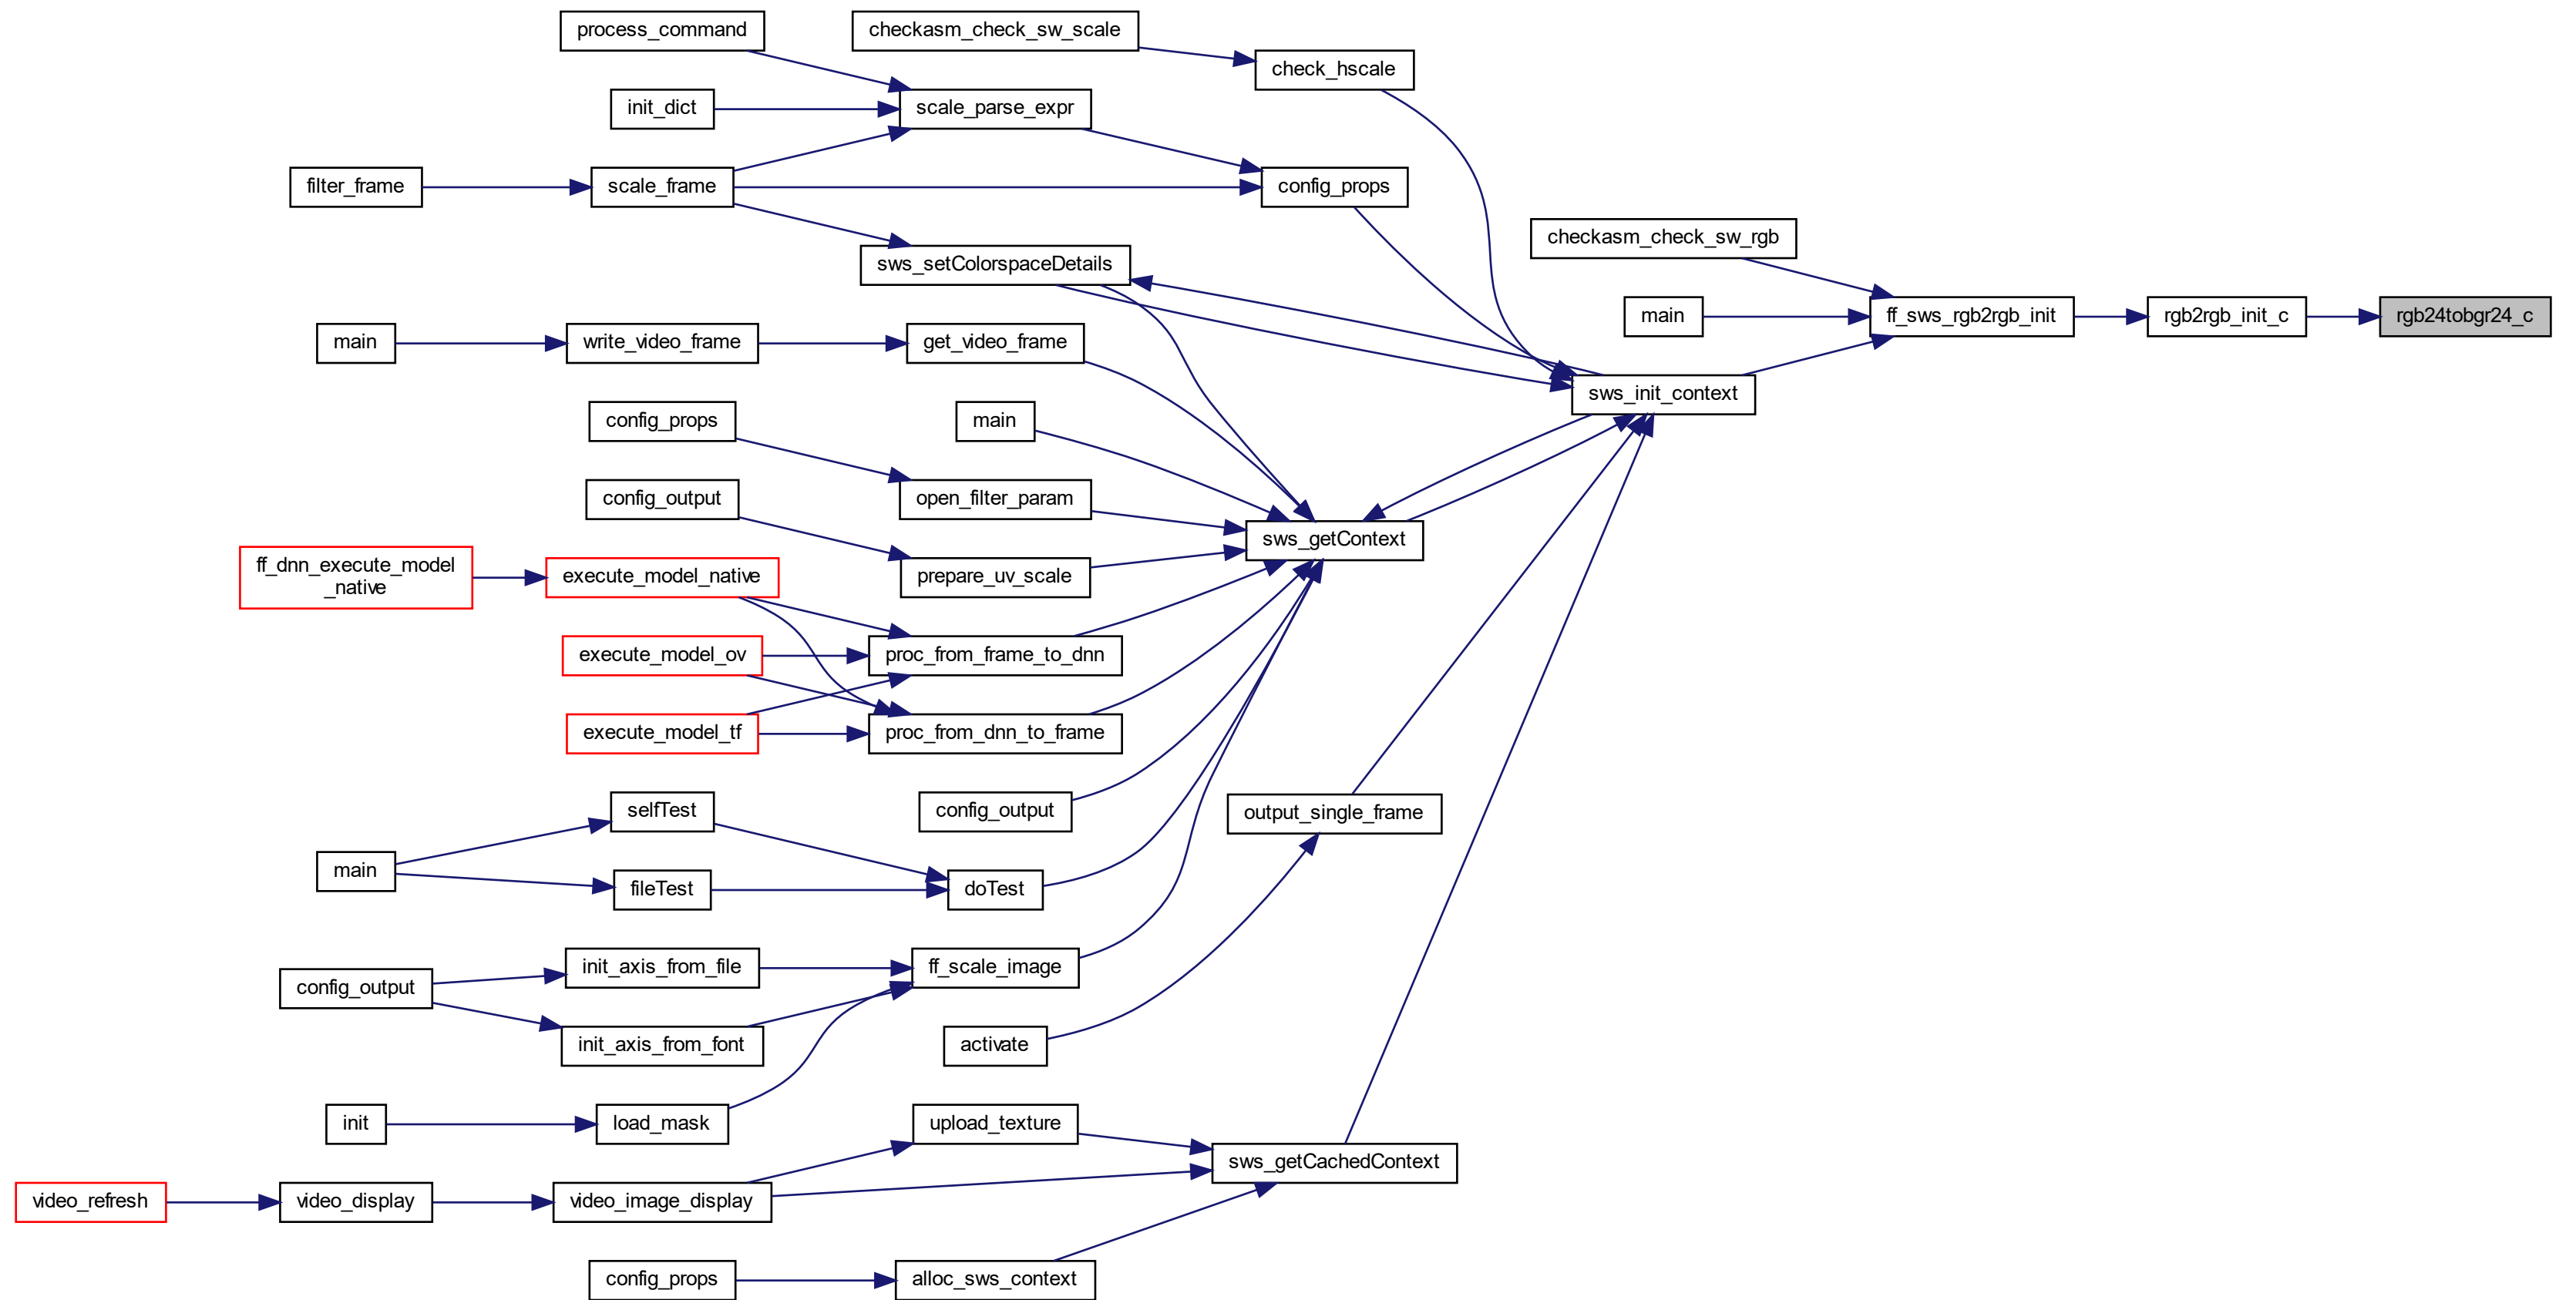 process_command
checkasm_check_sw_scale
check_hscale
init_dict
scale_parse_expr
filter_frame
scale_frame
config_props
checkasm_check_sw_rgb
sws_setColorspaceDetails
main
ff_sws_rgb2rgb_init
rgb2rgb_init_c
rgb24tobgr24_c
main
write_video_frame
get_video_frame
sws_init_context
config_props
main
config_output
open_filter_param
sws_getContext
ff_dnn_execute_model
_native
execute_model_native
prepare_uv_scale
execute_model_ov
proc_from_frame_to_dnn
execute_model_tf
proc_from_dnn_to_frame
selfTest
config_output
output_single_frame
main
fileTest
doTest
config_output
init_axis_from_file
ff_scale_image
init_axis_from_font
activate
init
load_mask
upload_texture
sws_getCachedContext
video_refresh
video_display
video_image_display
config_props
alloc_sws_context